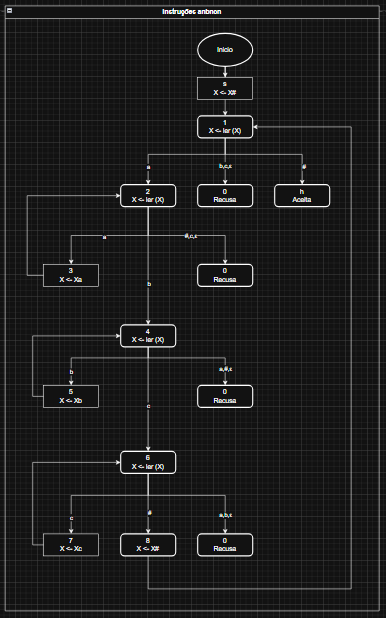 Instruções anbncn
Início
s
X <- X#
1
X <- ler (X)
a
b,c,ε
#
2
X <- ler (X)
0
Recusa
h
Aceita
a
#,c,ε
3
X <- Xa
0
Recusa
b
4
X <- ler (X)
b
a,#,ε
5
X <- Xb
0
Recusa
c
6
X <- ler (X)
c
#
a,b,ε
7
X <- Xc
8
X <- X#
0
Recusa